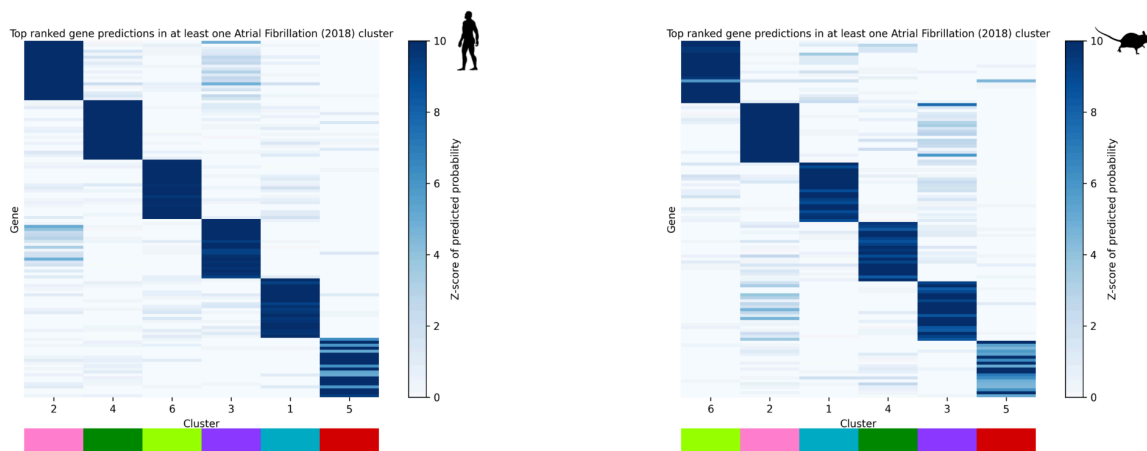 Top ranked gene predictions in at least one Atrial Fibrillation (2018) cluster
Gene
2 4 6 3 1 5
Cluster
10
8
6
4
2
0
Z-score of predicted probability
Top ranked gene predictions in at least one Atrial Fibrillation (2018) cluster
Gene
6 2 1 4 3 5
Cluster
10
8
6
4
2
0
Z-score of predicted probability